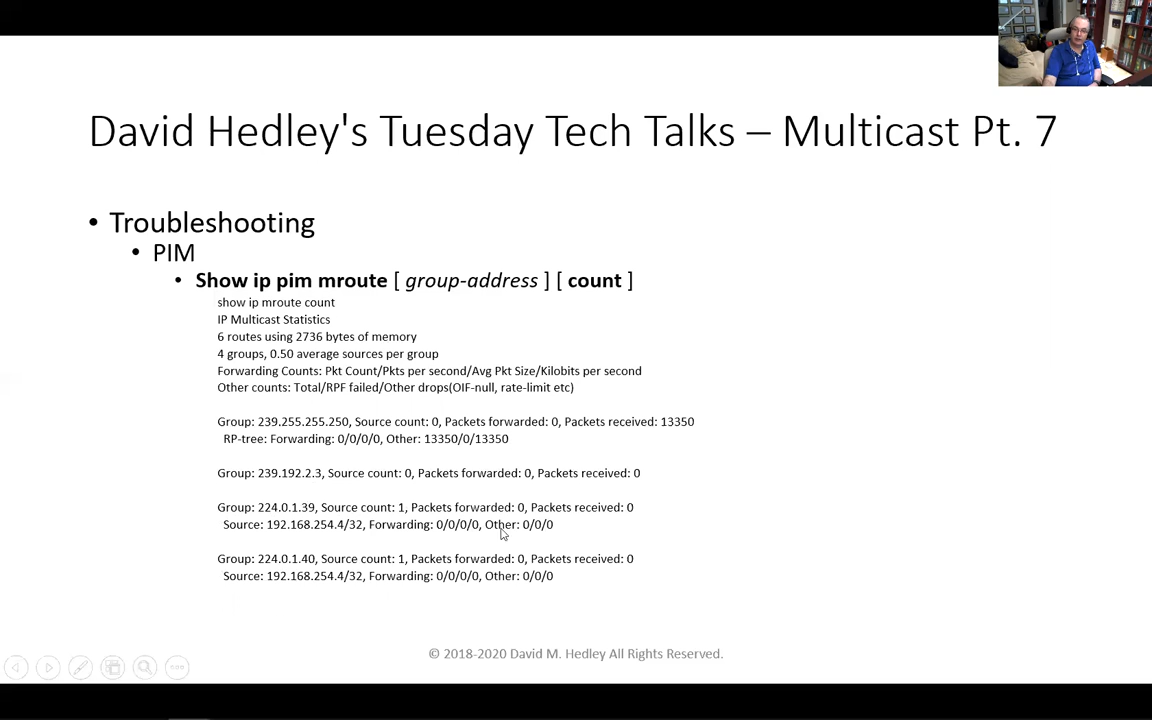 David Hedley's Tuesday Tech Talks – Multicast Pt. 7
• Troubleshooting
• PIM
• Show ip pim mroute [ group-address ] [ count ]
show ip mroute count
IP Multicast Statistics
6 routes using 2736 bytes of memory
4 groups, 0.50 average sources per group
Forwarding Counts: Pkt Count/Pkts per second/Avg Pkt Size/Kilobits per second
Other counts: Total/RPF failed/Other drops(OIF-null, rate-limit etc)
Group: 239.255.255.250, Source count: 0, Packets forwarded: 0, Packets received: 13350
RP-tree: Forwarding: 0/0/0/0, Other: 13350/0/13350
Group: 239.192.2.3, Source count: 0, Packets forwarded: 0, Packets received: 0
Group: 224.0.1.39, Source count: 1, Packets forwarded: 0, Packets received: 0
Source: 192.168.254.4/32, Forwarding: 0/0/0/0, Other: 0/0/0
Group: 224.0.1.40, Source count: 1, Packets forwarded: 0, Packets received: 0
Source: 192.168.254.4/32, Forwarding: 0/0/0/0, Other: 0/0/0
© 2018-2020 David M. Hedley All Rights Reserved.